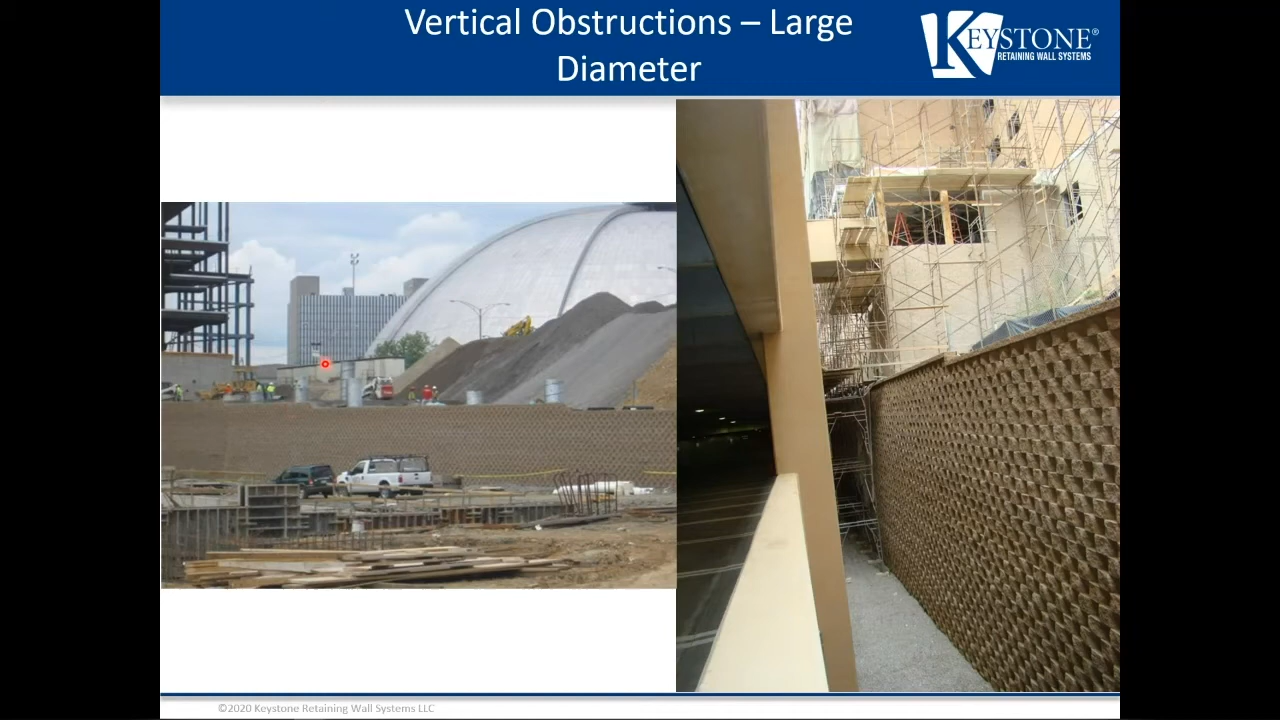 Vertical Obstructions – Large
Diameter
KEYSTONE®
RETAINING WALL SYSTEMS
©2020 Keystone Retaining Wall Systems LLC